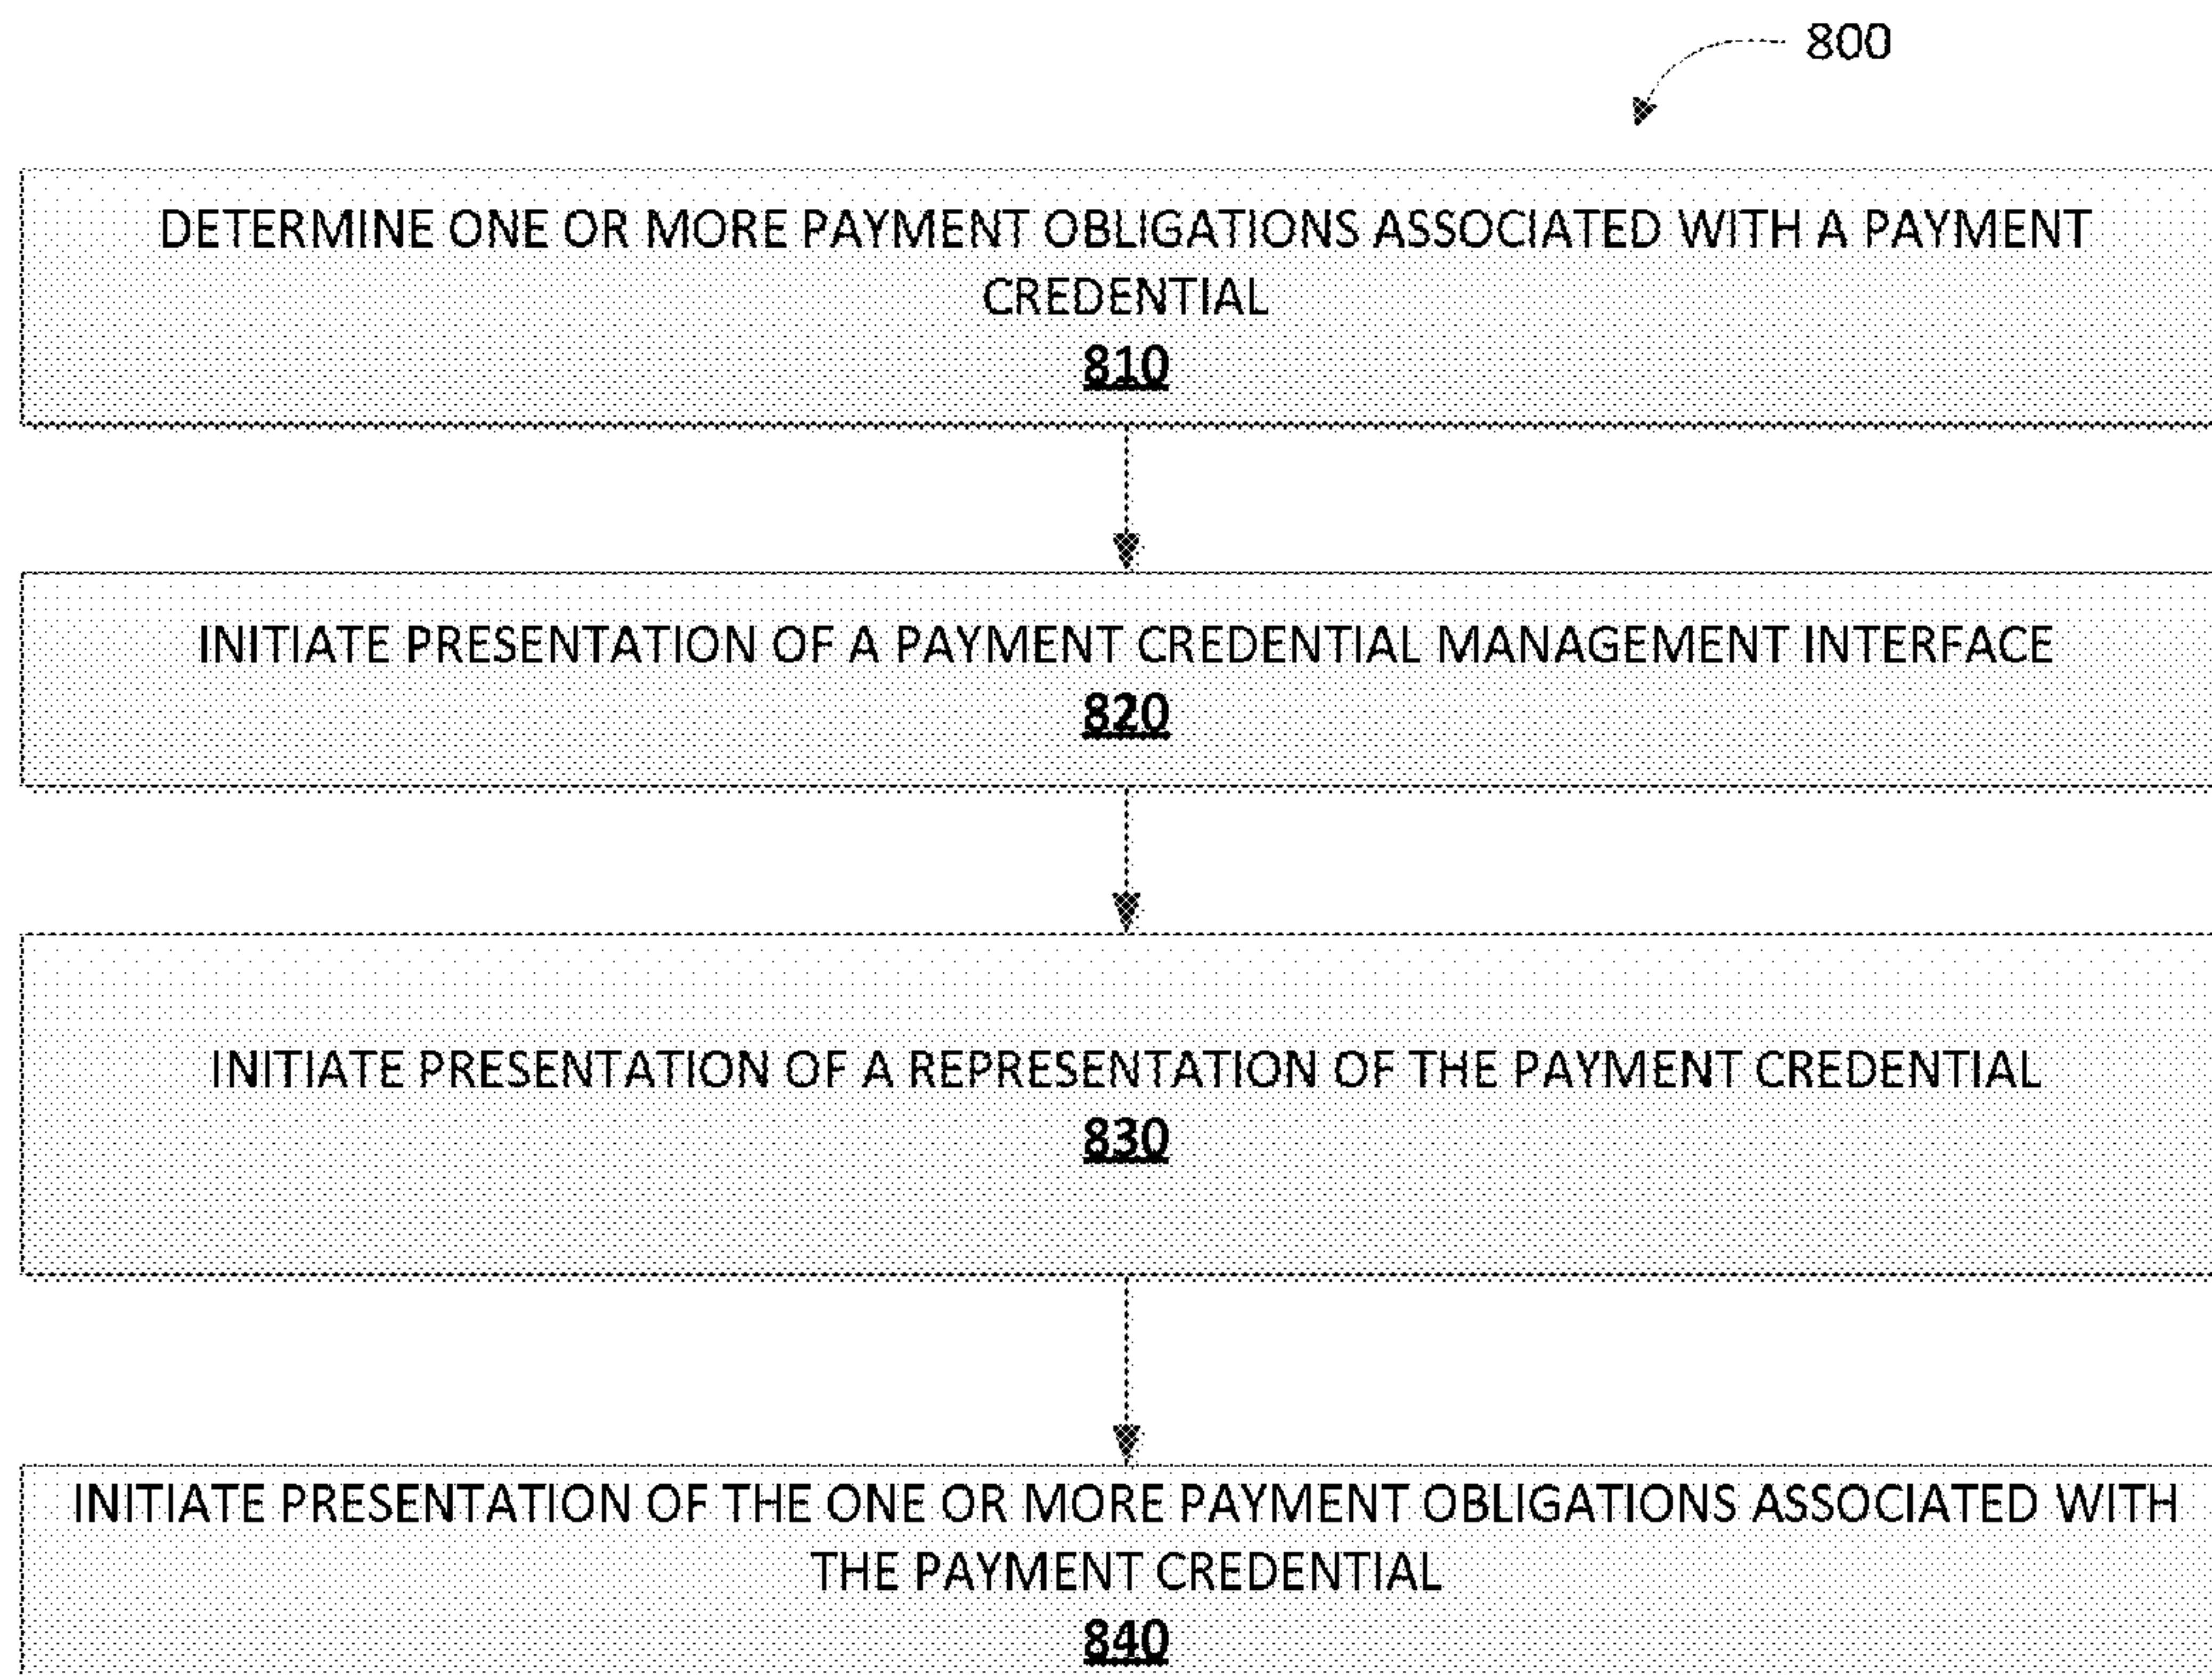 800
DETERMINE ONE OR MORE PAYMENT OBLIGATIONS ASSOCIATED WITH A PAYMENT
CREDENTIAL
810
INITIATE PRESENTATION OF A PAYMENT CREDENTIAL MANAGEMENT INTERFACE
820
INITIATE PRESENTATION OF A REPRESENTATION OF THE PAYMENT CREDENTIAL
830
INITIATE PRESENTATION OF THE ONE OR MORE PAYMENT OBLIGATIONS ASSOCIATED WITH
THE PAYMENT CREDENTIAL
840